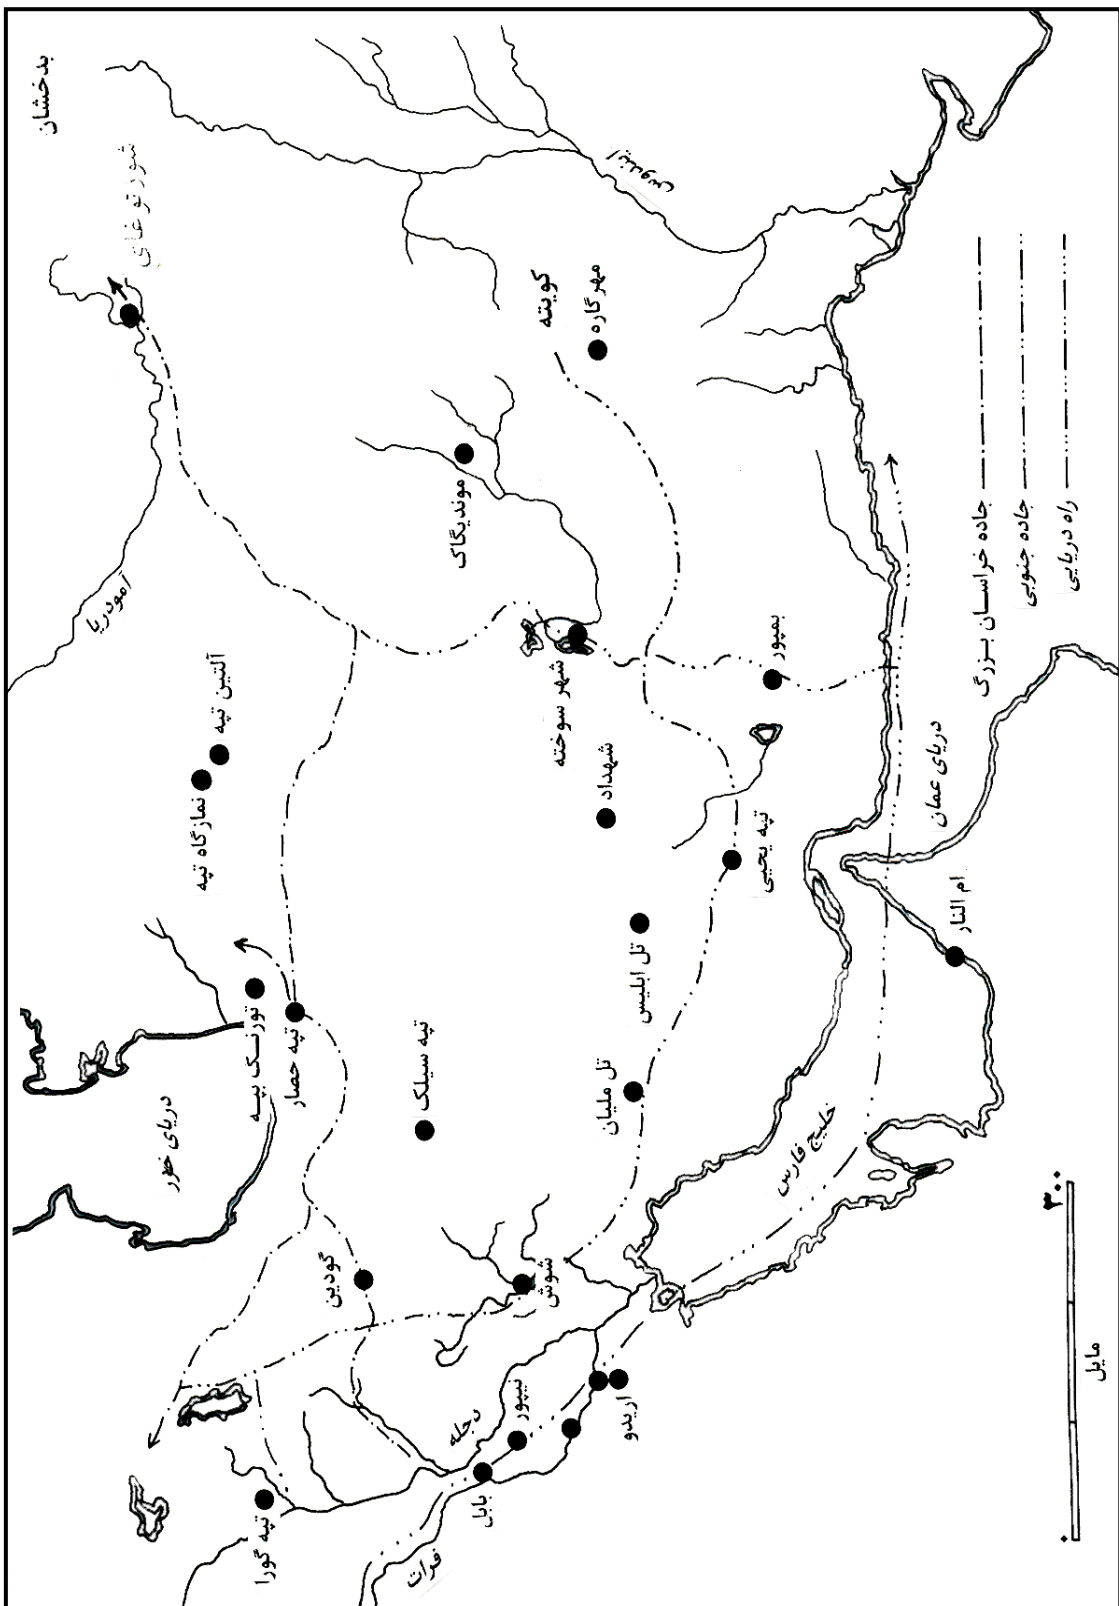 بدخشان
شورتوغای
آمودریا
کویته
مهرگاره
موندیگاک
آلتین تپه
نمازگاه تپه
شهر سوخته
بمپور
شهداد
تپه یحیی
تل ابلیس
تل ملیان
تورنگ تپه
تپه حصار
تپه سیلک
دریای خزر
گودین
شوش
دجله
نیپور
اریدو
بابل
فرات
تپه گورا
خلیج فارس
دریای عمان
ام النار
جاده خراسان بزرگ
جاده جنوبی
راه دریایی
۰
۳۰۰
مایل